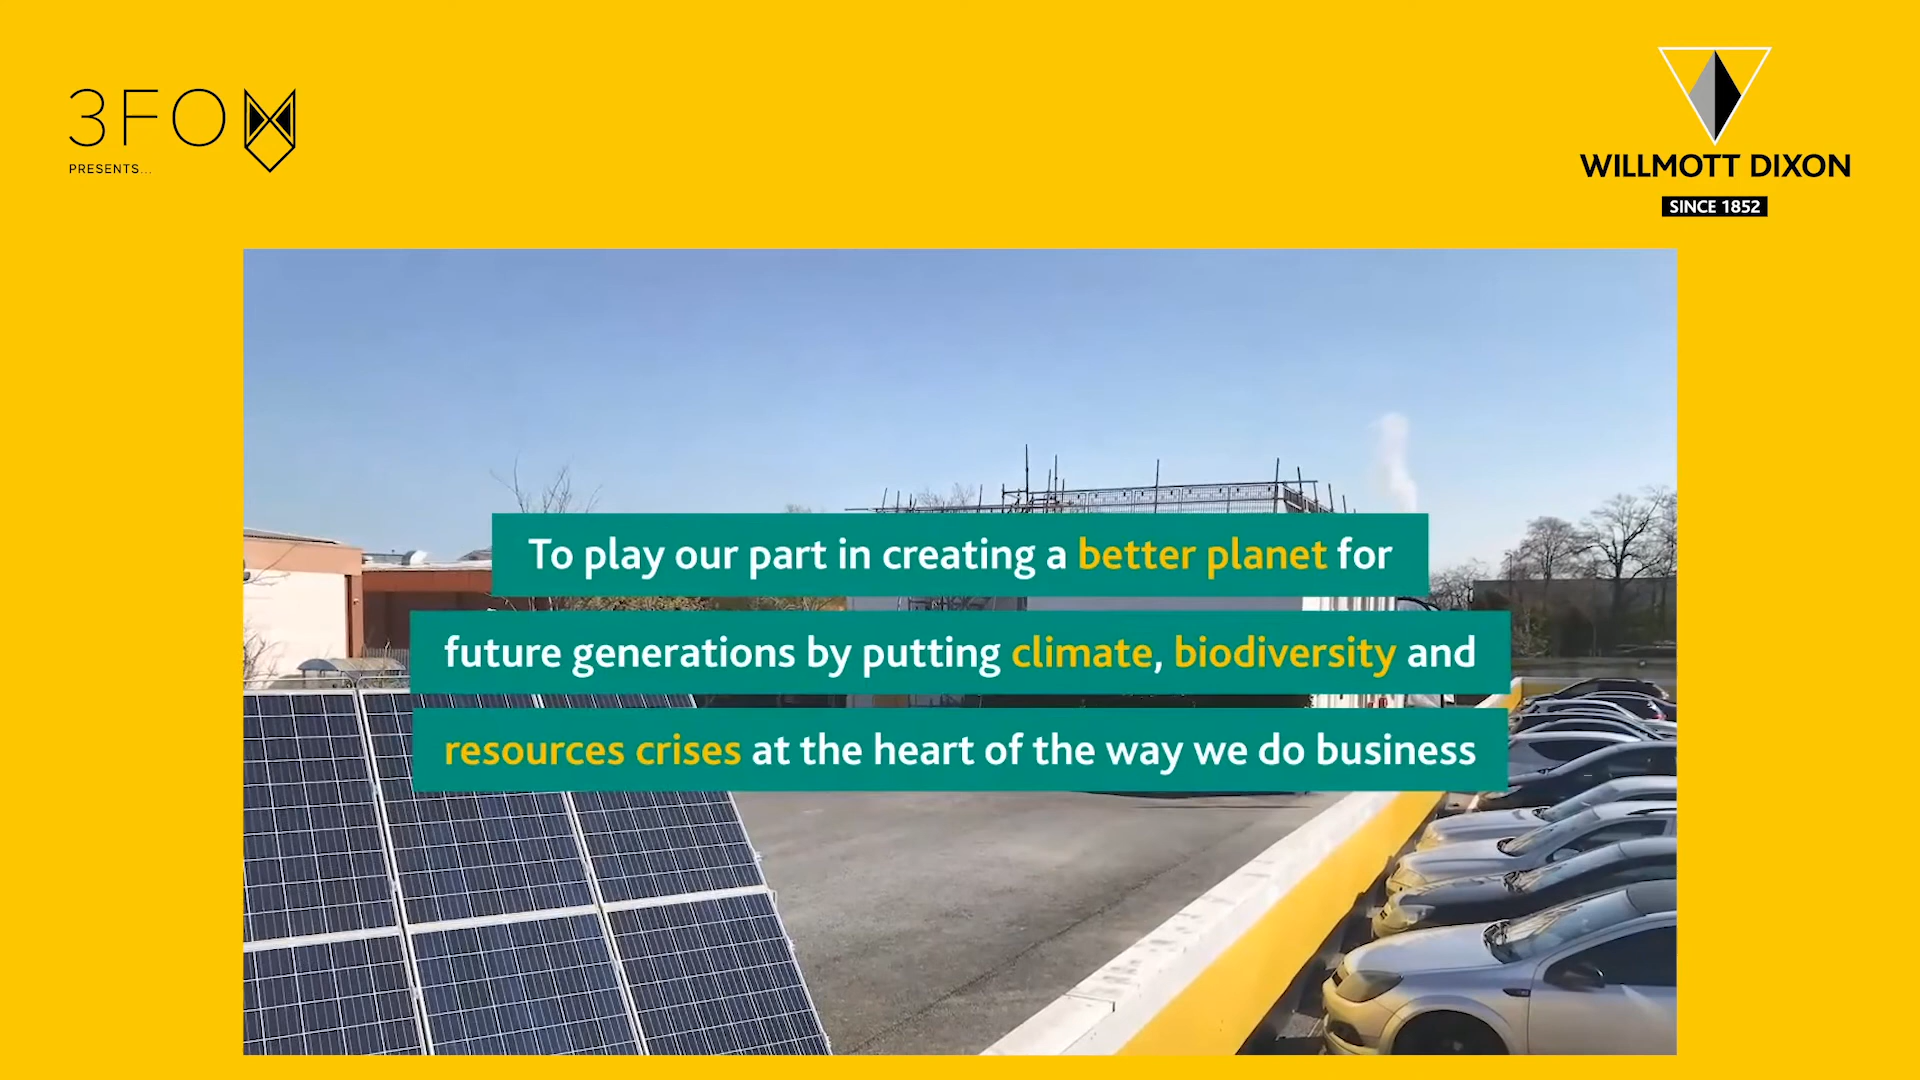 3FOX
PRESENTS...
WILLMOTT DIXON
SINCE 1852
To play our part in creating a better planet for
future generations by putting climate, biodiversity and
resources crises at the heart of the way we do business